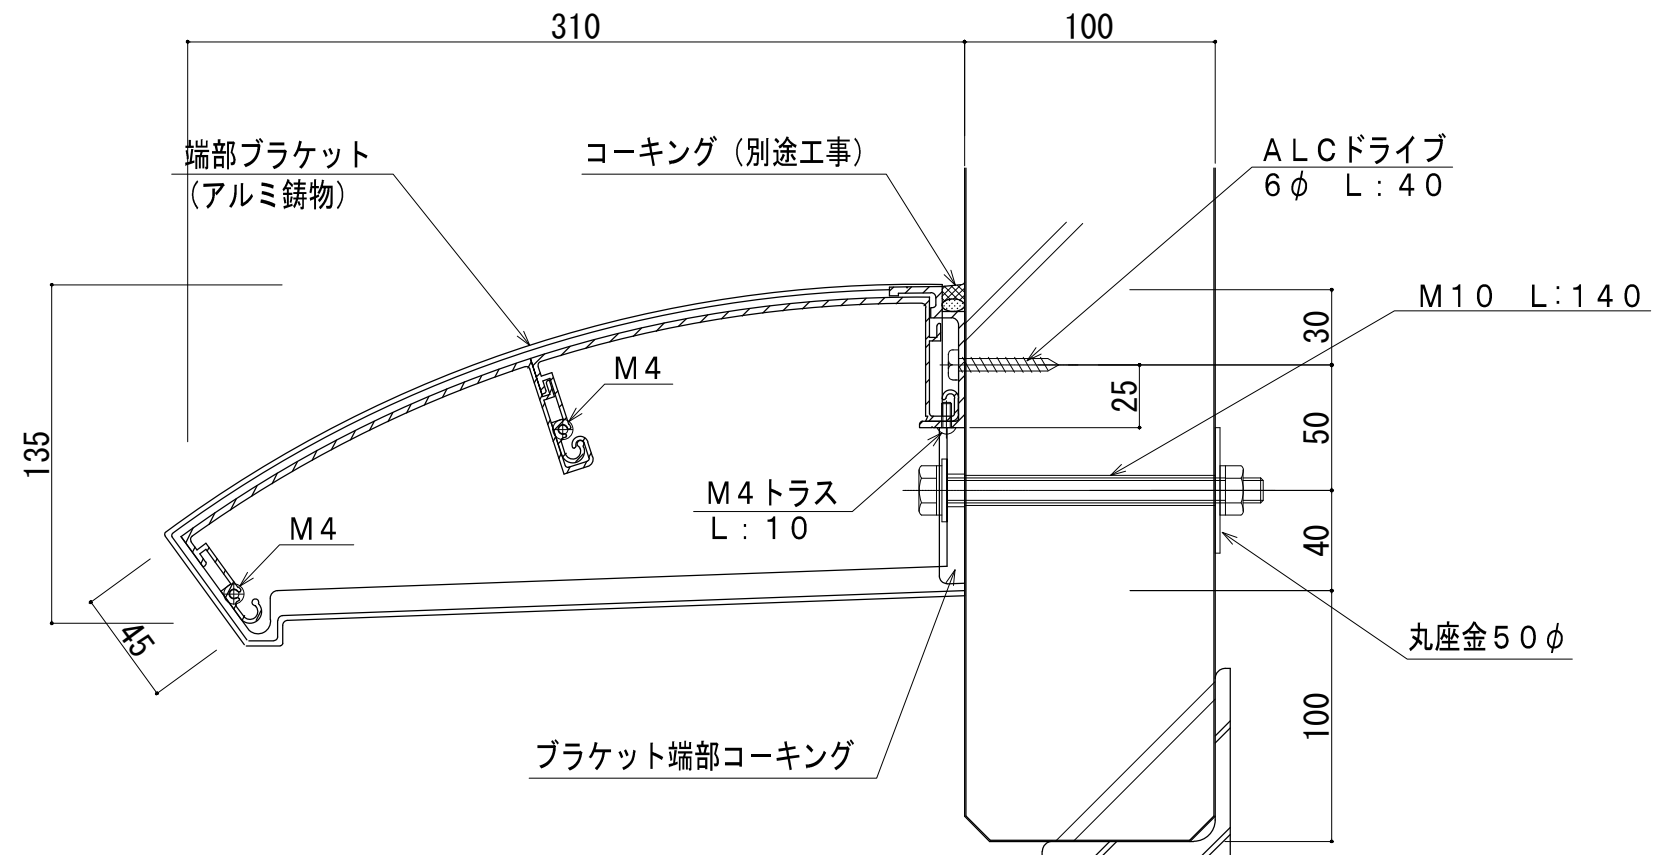 310
100
端部ブラケット
(アルミ鋳物)
コーキング(別途工事)
ALCドライブ
6φ L:40
M10 L:140
30
M4
25
50
135
M4トラス
L:10
M4
40
45
丸座金50φ
100
ブラケット端部コーキング